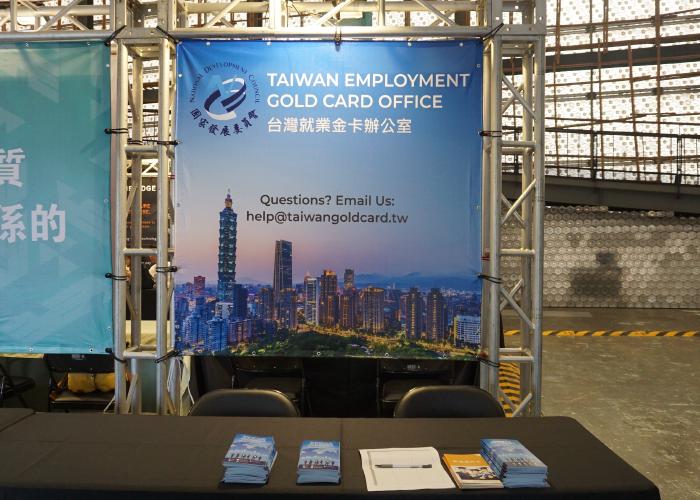 NATIONAL DEVELOPMENT COUNCIL
國家發展委員會
TAIWAN EMPLOYMENT
GOLD CARD OFFICE
台灣就業金卡辦公室
Questions? Email Us:
help@taiwangoldcard.tw
質
係的